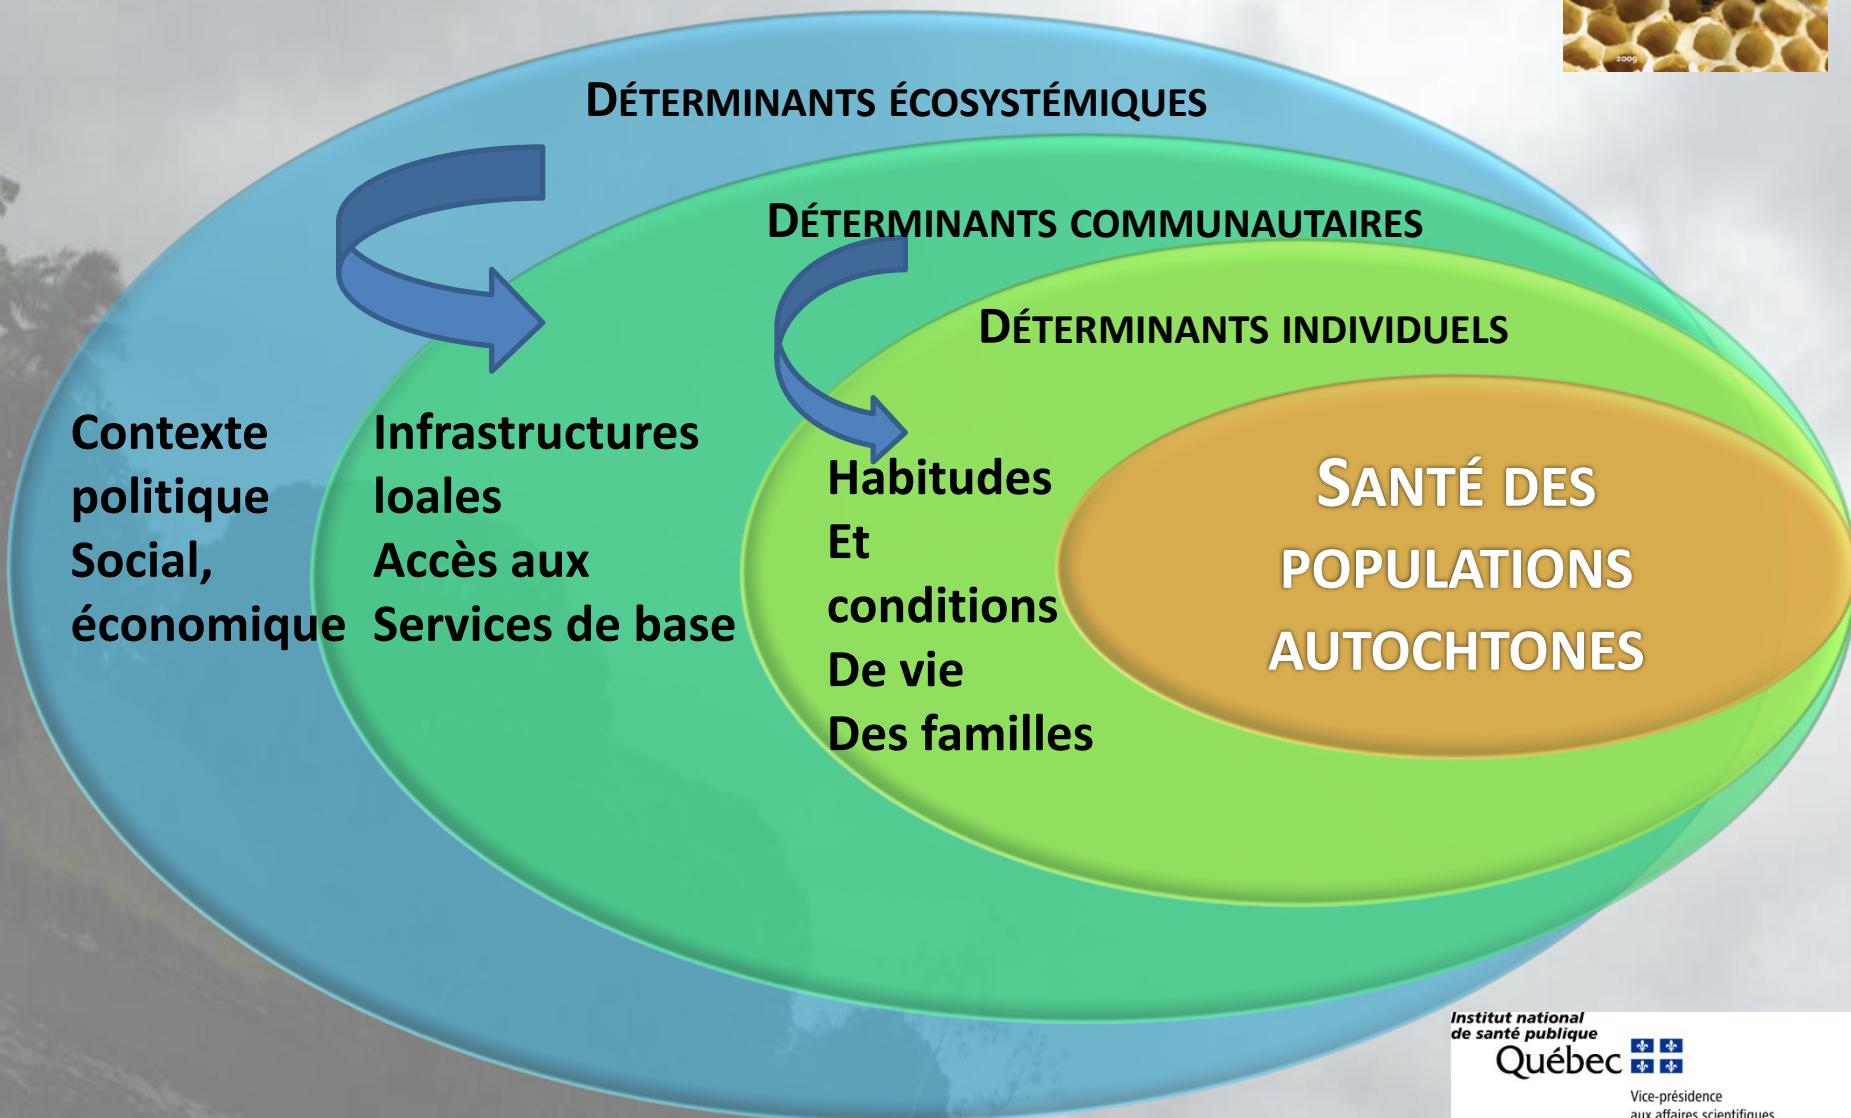 2009
DÉTERMINANTS ÉCOSYSTÉMIQUES
DÉTERMINANTS COMMUNAUTAIRES
DÉTERMINANTS INDIVIDUELS
Contexte
politique
Social,
économique
Infrastructures
loales
Accès aux
Services de base
Habitudes
Et
conditions
De vie
Des familles
SANTÉ DES
POPULATIONS
AUTOCHTONES
Institut national
de santé publique
Québec
Vice-présidence
aux affaires scientifiques